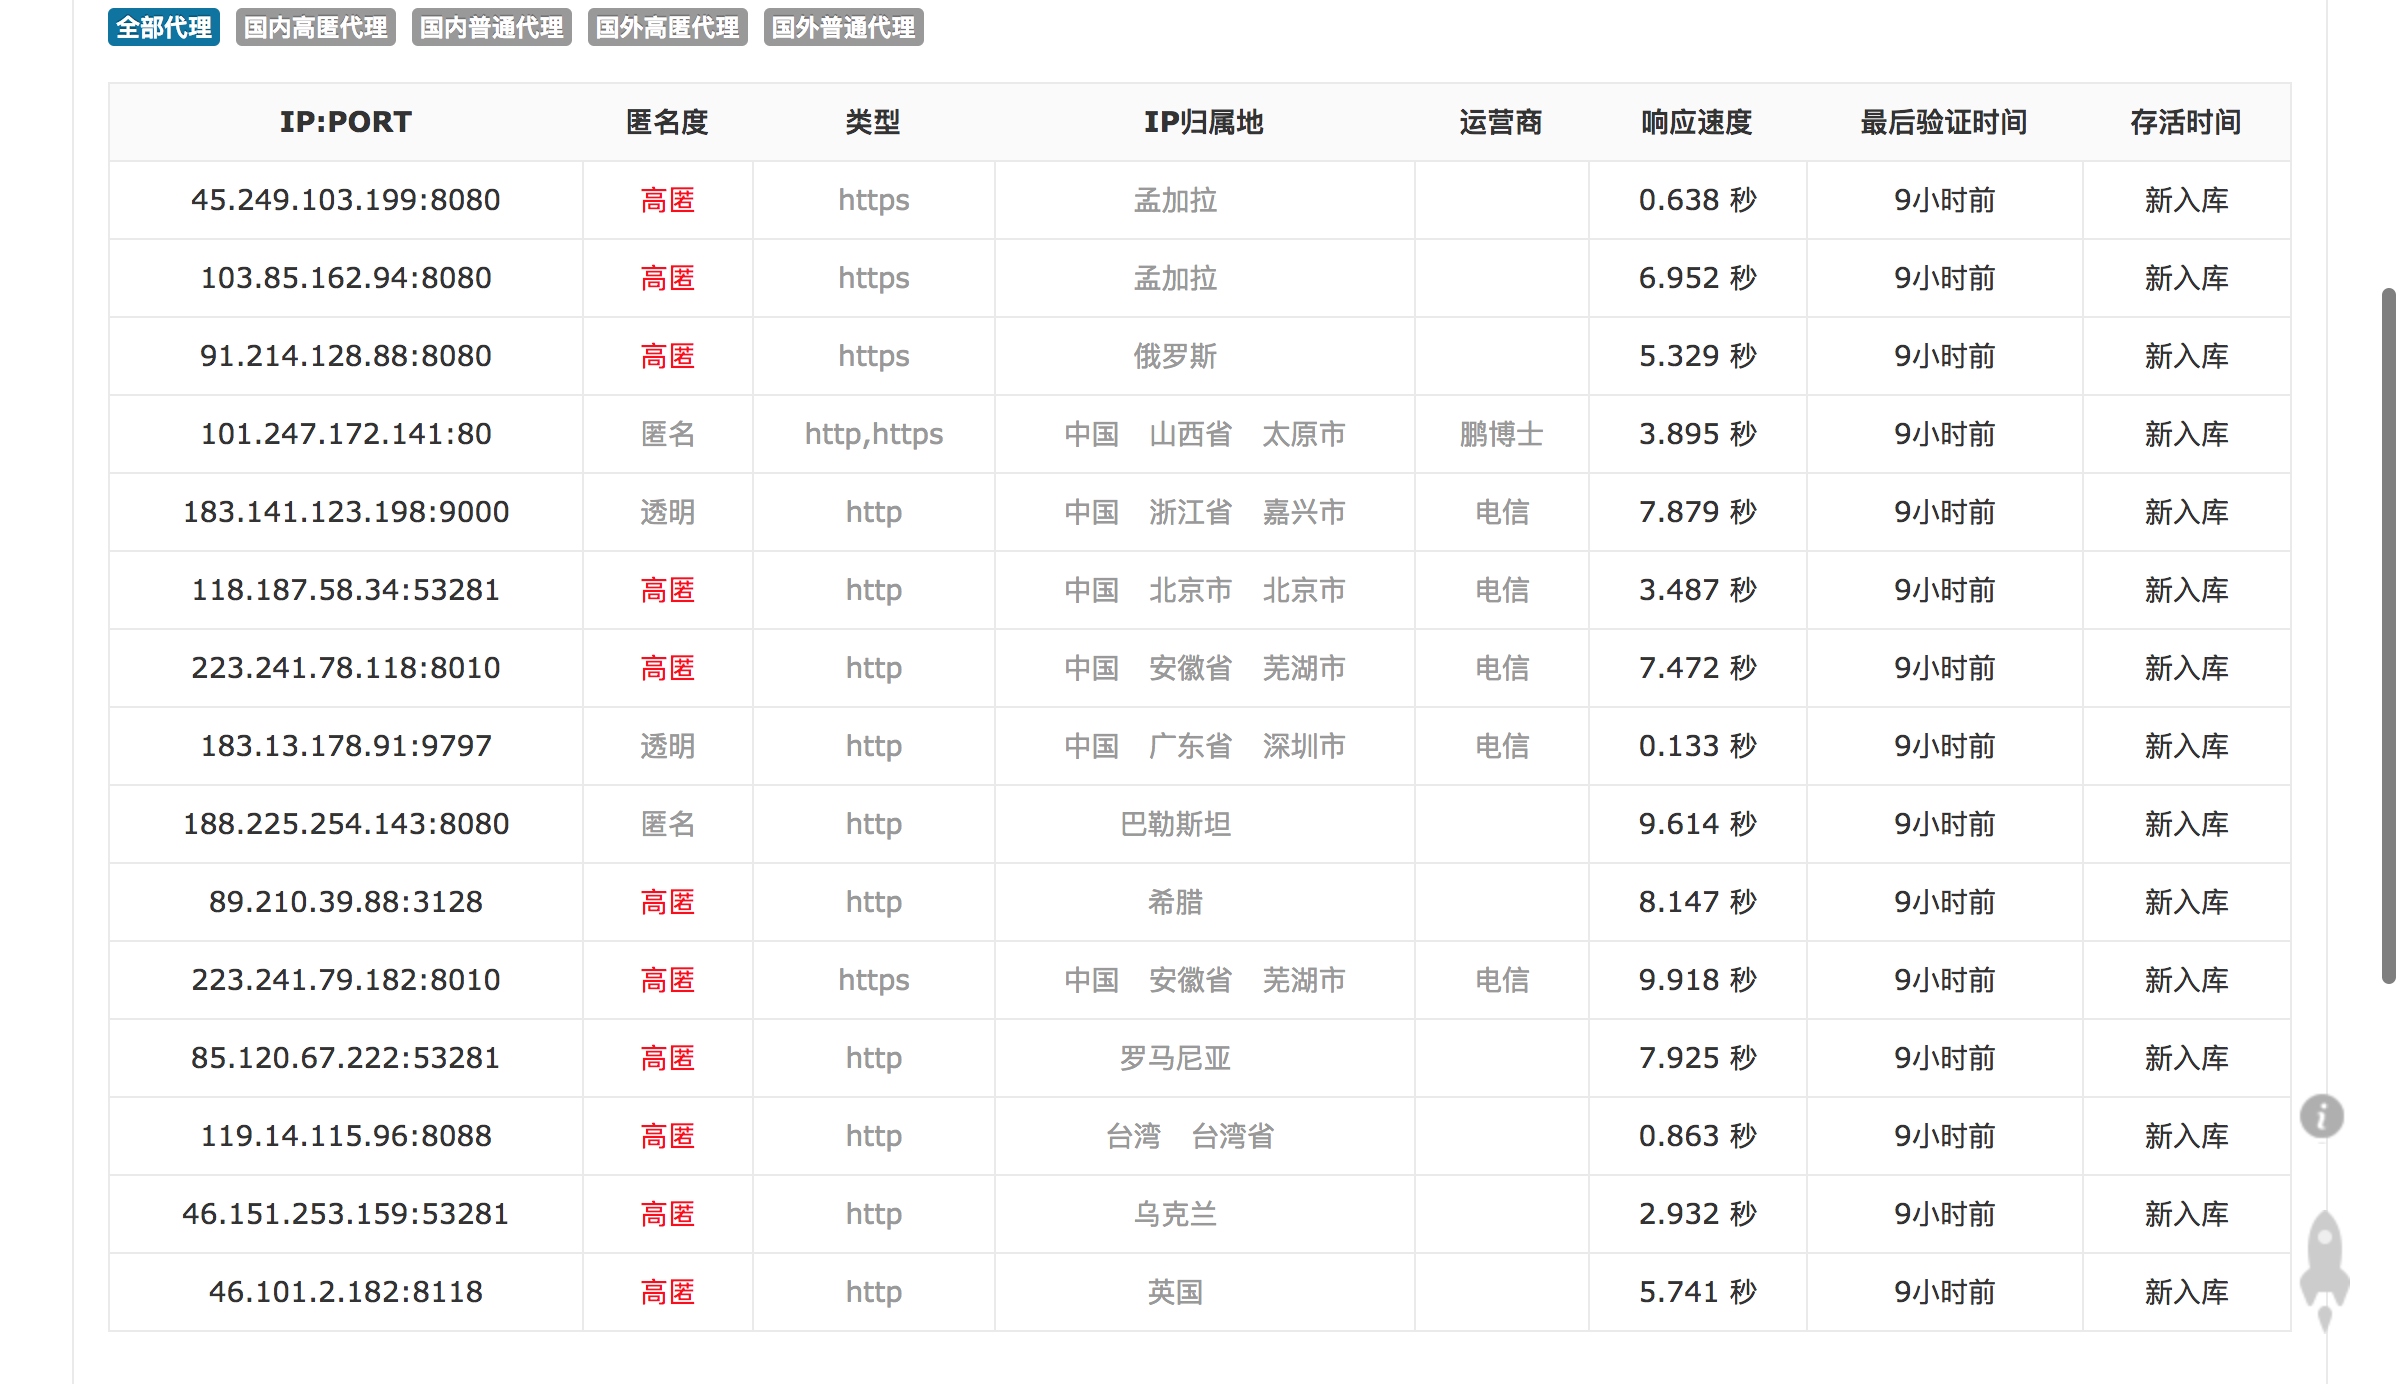 全部代理 国内高匿代理 国内普通代理 国外高匿代理 国外普通代理
IP:PORT 匿名度 类型 IP归属地 运营商 响应速度 最后验证时间 存活时间
45.249.103.199:8080 高匿 https 孟加拉 0.638 秒 9小时前 新入库
103.85.162.94:8080 高匿 https 孟加拉 6.952 秒 9小时前 新入库
91.214.128.88:8080 高匿 https 俄罗斯 5.329 秒 9小时前 新入库
101.247.172.141:80 匿名 http,https 中国 山西省 太原市 鹏博士 3.895 秒 9小时前 新入库
183.141.123.198:9000 透明 http 中国 浙江省 嘉兴市 电信 7.879 秒 9小时前 新入库
118.187.58.34:53281 高匿 http 中国 北京市 北京市 电信 3.487 秒 9小时前 新入库
223.241.78.118:8010 高匿 http 中国 安徽省 芜湖市 电信 7.472 秒 9小时前 新入库
183.13.178.91:9797 透明 http 中国 广东省 深圳市 电信 0.133 秒 9小时前 新入库
188.225.254.143:8080 匿名 http 巴勒斯坦 9.614 秒 9小时前 新入库
89.210.39.88:3128 高匿 http 希腊 8.147 秒 9小时前 新入库
223.241.79.182:8010 高匿 https 中国 安徽省 芜湖市 电信 9.918 秒 9小时前 新入库
85.120.67.222:53281 高匿 http 罗马尼亚 7.925 秒 9小时前 新入库
119.14.115.96:8088 高匿 http 台湾 台湾省 0.863 秒 9小时前 新入库
46.151.253.159:53281 高匿 http 乌克兰 2.932 秒 9小时前 新入库
46.101.2.182:8118 高匿 http 英国 5.741 秒 9小时前 新入库